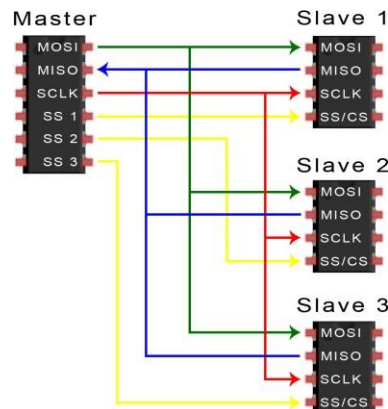 Master
MOSI
MISO
SCLK
SS 1
SS 2
SS 3
Slave 1
MOSI
MISO
SCLK
SS/CS
Slave 2
MOSI
MISO
SCLK
SS/CS
Slave 3
MOSI
MISO
SCLK
SS/CS